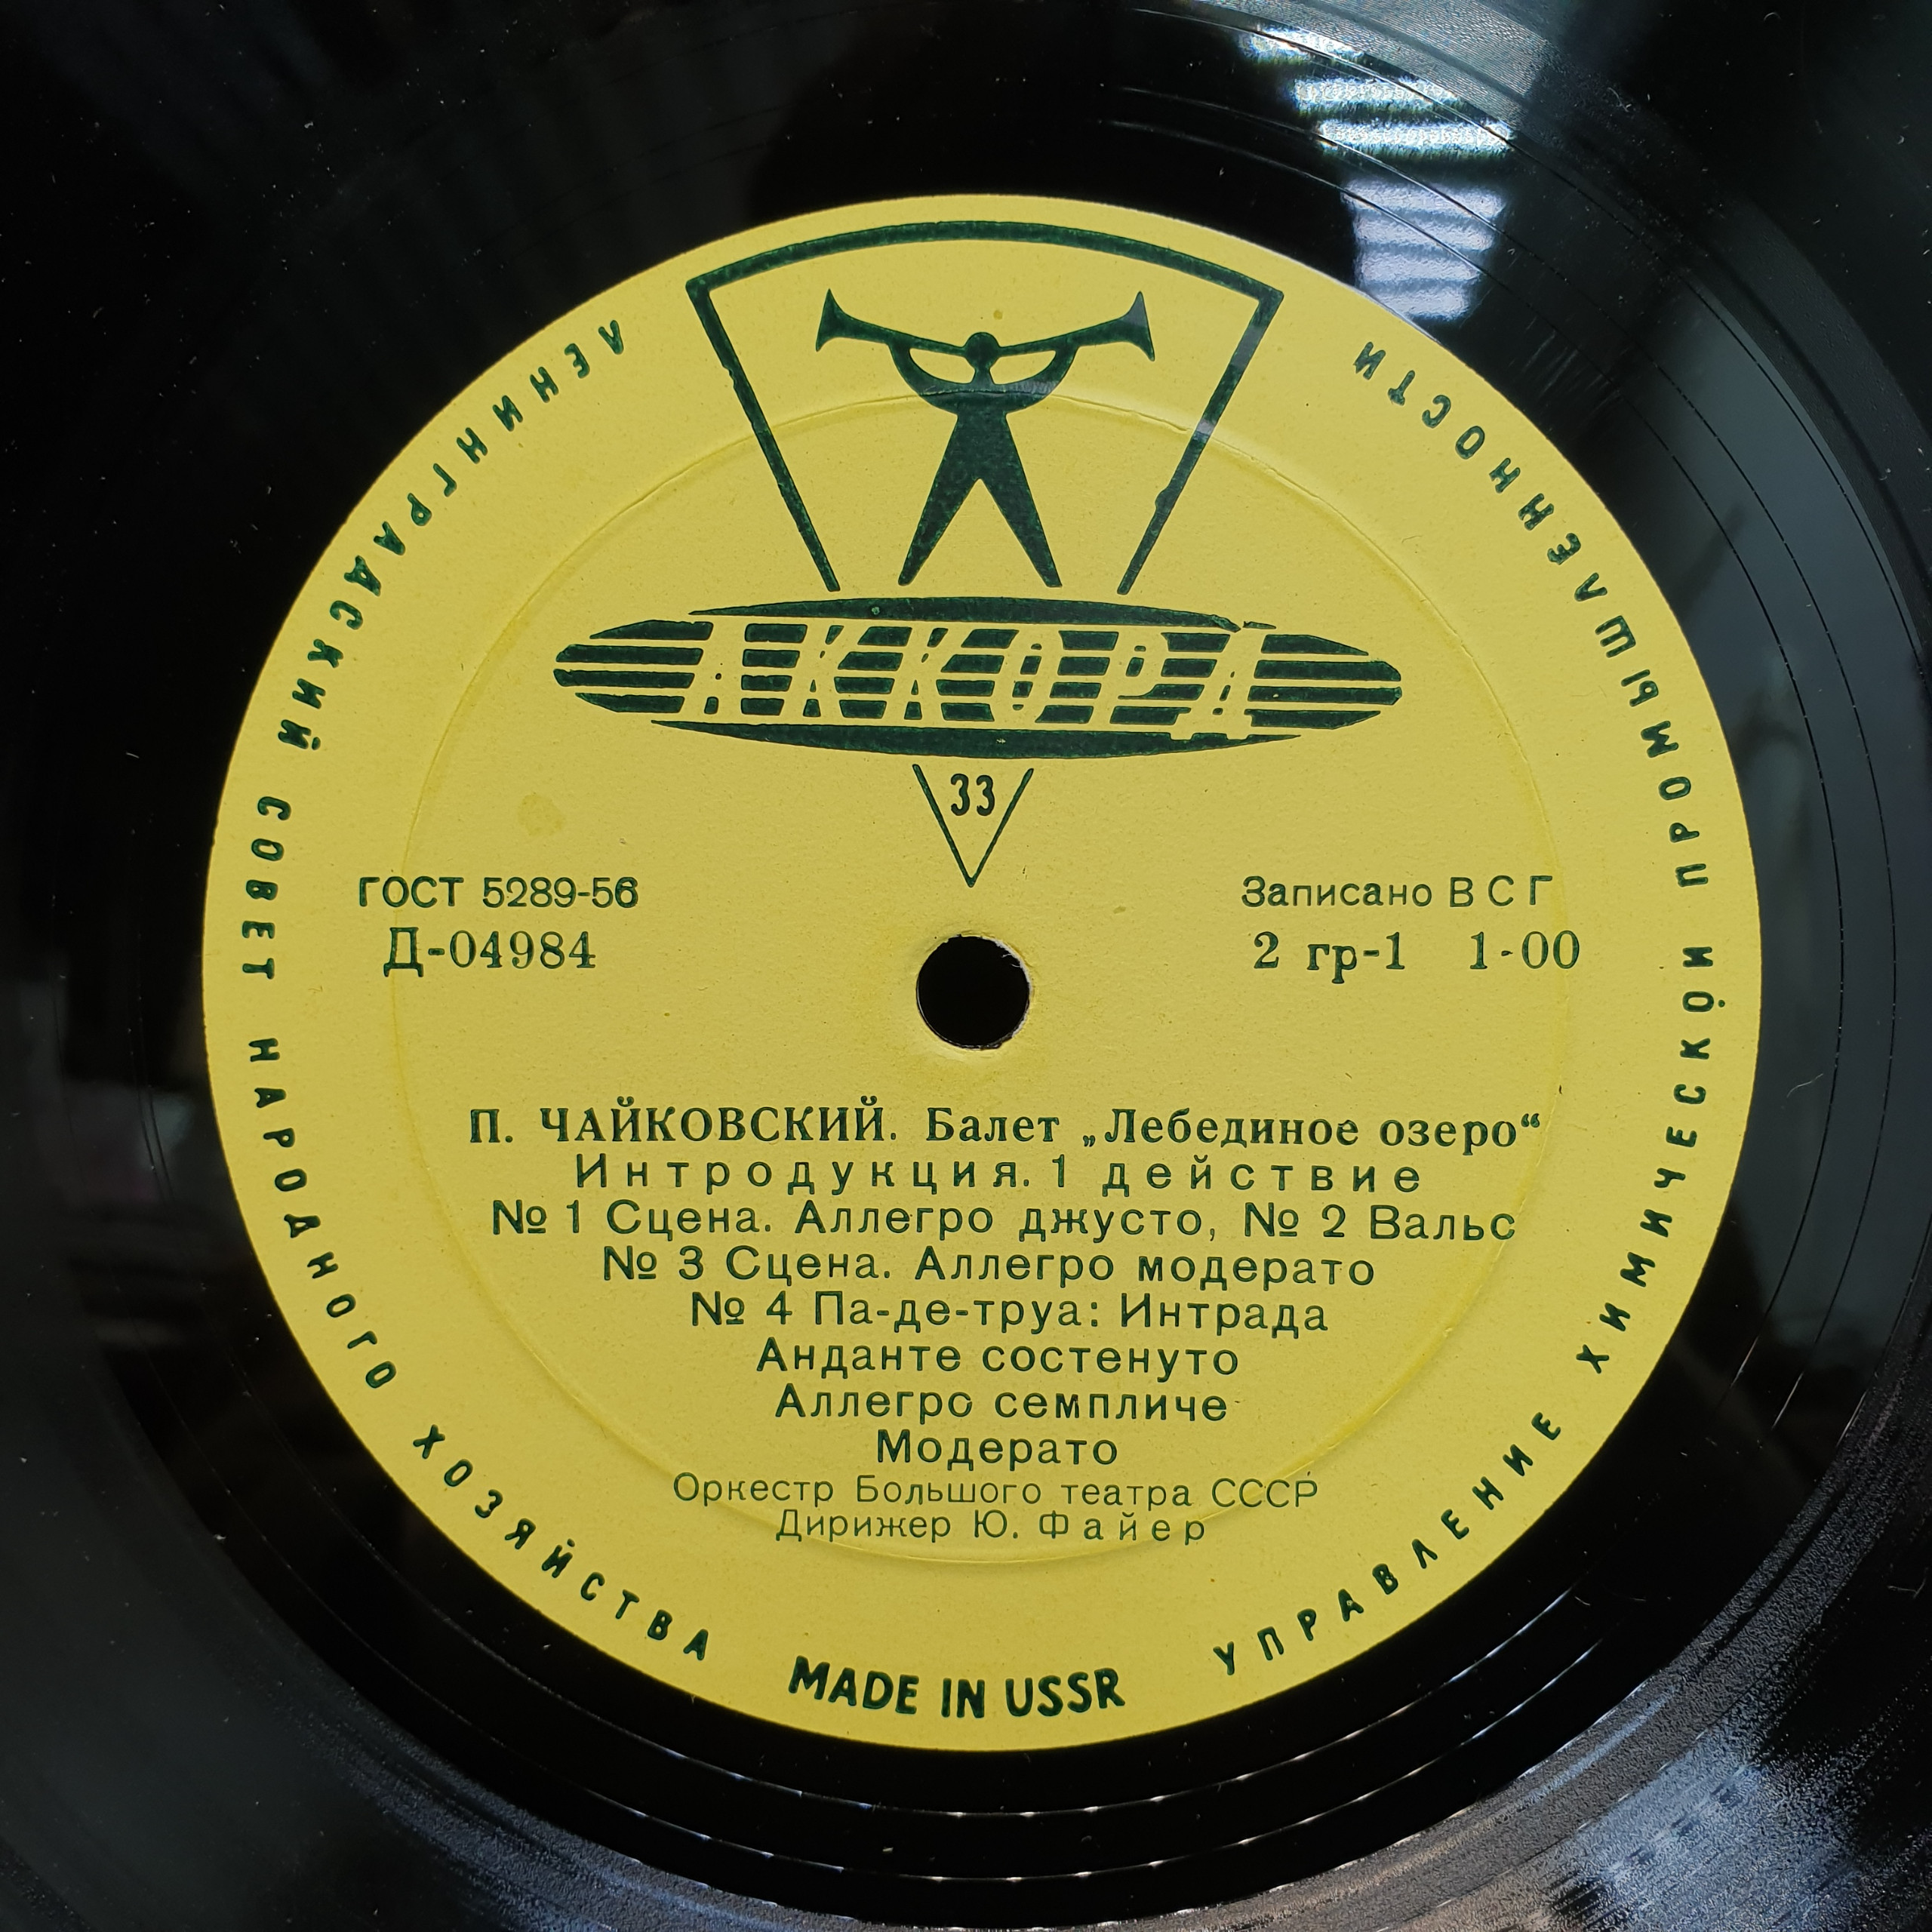 ЛЕНИНГРАДСКИЙ СОВЕТ НАРОДНОГО ХОЗЯЙСТВА
УПРАВЛЕНИЕ ХИМИЧЕСКОЙ ПРОМЫШЛЕННОСТИ
АККОРД
33
ГОСТ 5289-56
Д-04984
Записано ВСГ
2 гр-1 1-00
П. ЧАЙКОВСКИЙ. Балет „Лебединое озеро“
Интродукция. 1 действие
№ 1 Сцена. Аллегро джусто, № 2 Вальс
№ 3 Сцена. Аллегро модерато
№ 4 Па-де-труа: Интрада
Анданте состенуто
Аллегро семпличе
Модерато
Оркестр Большого театра СССР
Дирижер Ю. Файер
MADE IN USSR